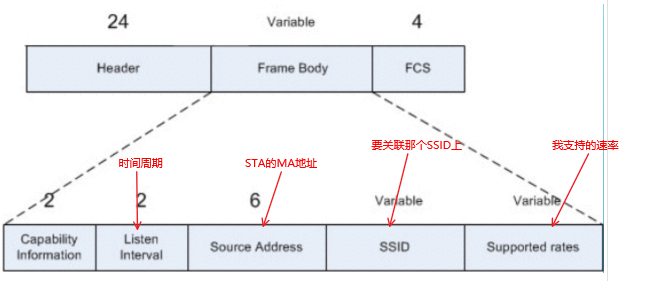 24 Variable 4
Header Frame Body FCS
时间周期 STA的MA地址 要关联那个SSID上 我支持的速率
2 2 6 Variable Variable
Capability Information Listen Interval Source Address SSID Supported rates